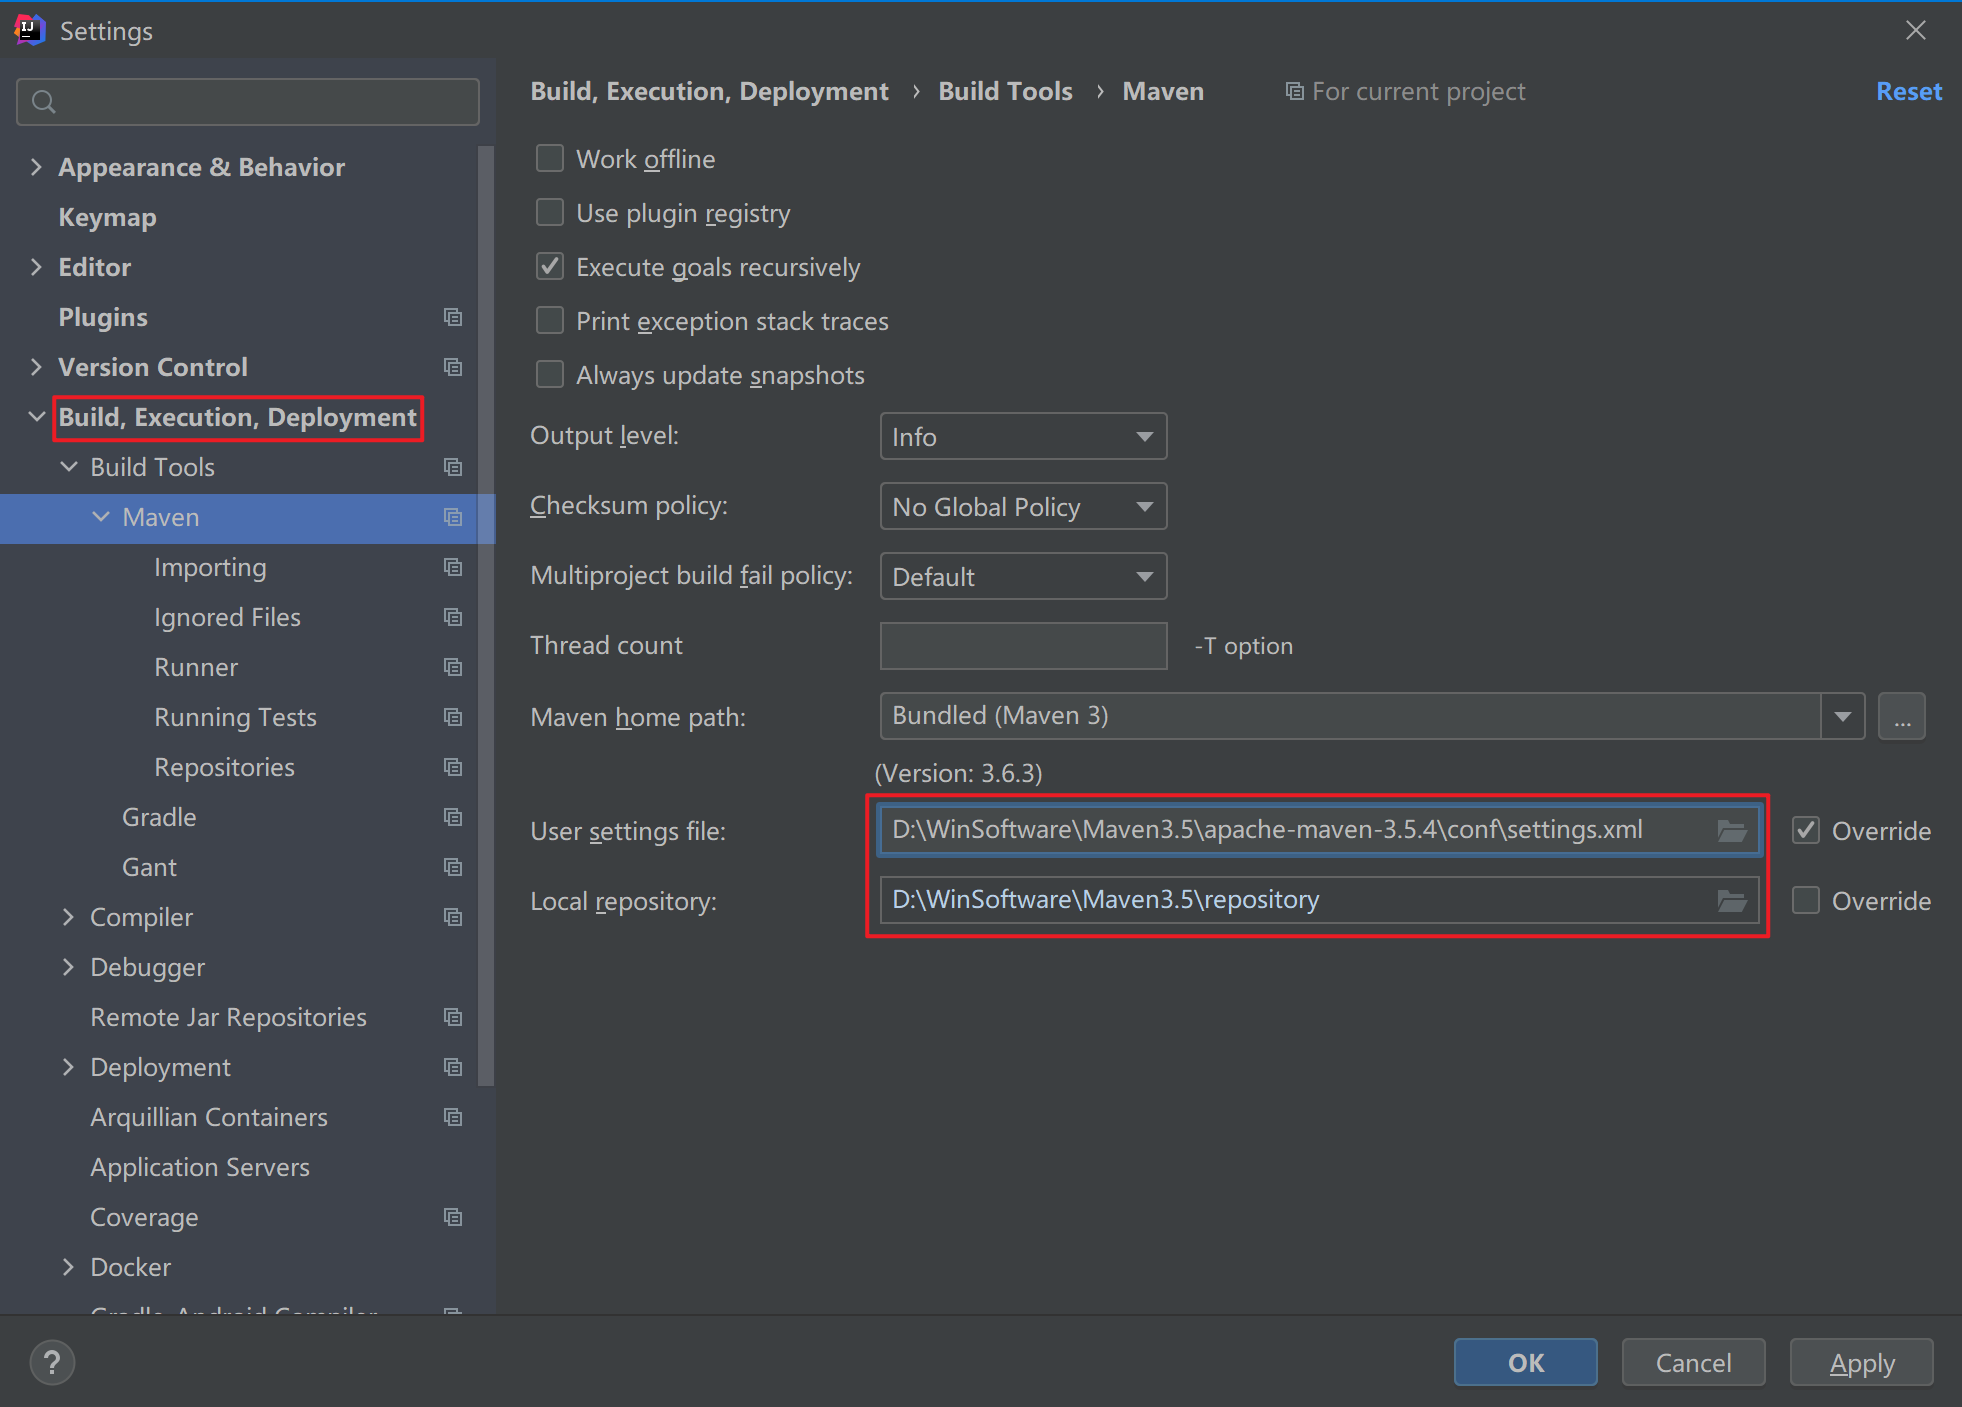 Settings
Build, Execution, Deployment › Build Tools › Maven For current project Reset
Appearance & Behavior
Keymap
Editor
Plugins
Version Control
Build, Execution, Deployment
Build Tools
Maven
Importing
Ignored Files
Runner
Running Tests
Repositories
Gradle
Gant
Compiler
Debugger
Remote Jar Repositories
Deployment
Arquillian Containers
Application Servers
Coverage
Docker
Gradle-Android Compiler
Work offline
Use plugin registry
Execute goals recursively
Print exception stack traces
Always update snapshots
Output level: Info
Checksum policy: No Global Policy
Multiproject build fail policy: Default
Thread count -T option
Maven home path: Bundled (Maven 3) ...
(Version: 3.6.3)
User settings file: D:\WinSoftware\Maven3.5\apache-maven-3.5.4\conf\settings.xml Override
Local repository: D:\WinSoftware\Maven3.5\repository Override
? OK Cancel Apply